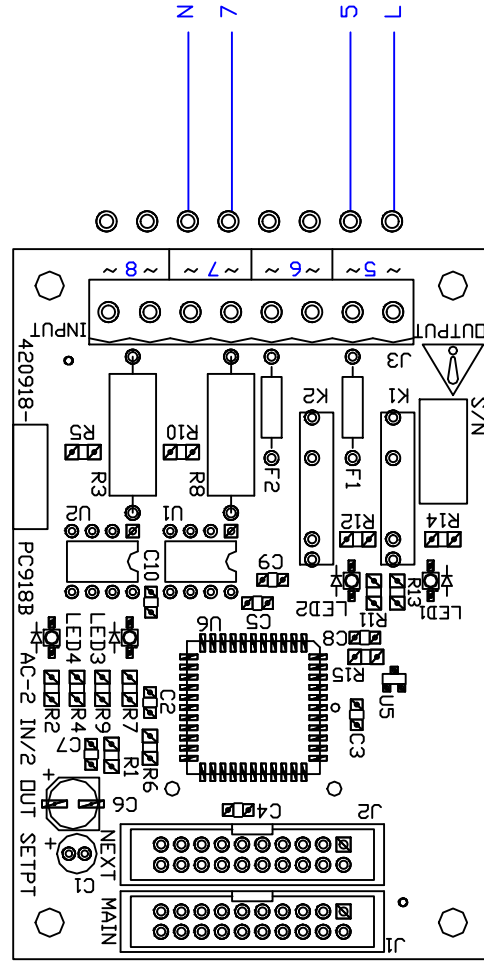 N 7 5 L
~ 8 ~ ~ 7 ~ ~ 6 ~ ~ 5 ~
INPUT
OUTPUT
J3
420918-
S/N
K2
K1
R5
R10
R3
R8
F2
F1
U2
U1
R12
R14
PC918B
C10
C9
C5
LED2
R13
LED1
R11
U6
C8
R15
LED4
LED3
AC-2 IN/2 OUT SETPT
R2
R4
R9
R7
C2
C3
U5
C7
R1
R6
+
C6
C4
J2
+
C1
NEXT
MAIN
J1